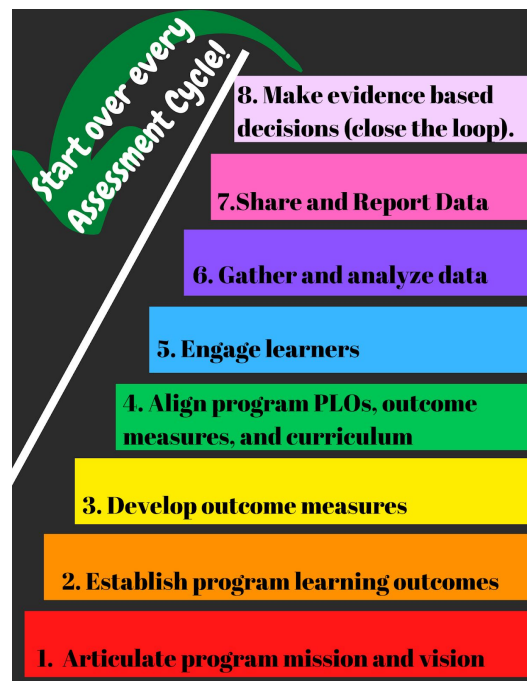 Start over every
Assessment Cycle!
8. Make evidence based
decisions (close the loop).
7.Share and Report Data
6. Gather and analyze data
5. Engage learners
4. Align program PLOs, outcome
measures, and curriculum
3. Develop outcome measures
2. Establish program learning outcomes
1. Articulate program mission and vision